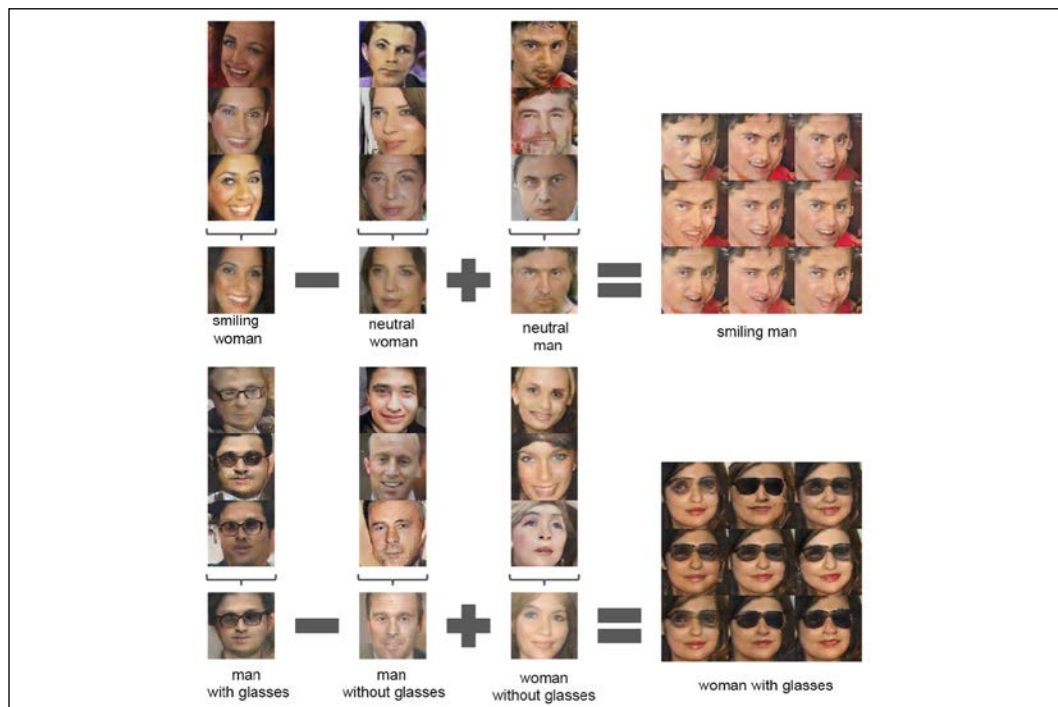 smiling
woman
neutral
woman
neutral
man
smiling man
man
with glasses
man
without glasses
woman
without glasses
woman with glasses